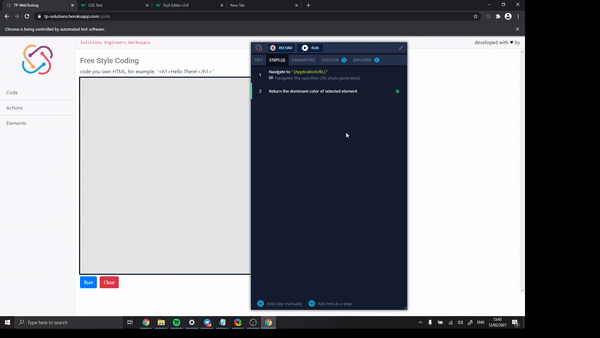 TP-WebTesting
CSS Test
Tryit Editor v3.6
New Tab
tp-solutions.herokuapp.com/code
Chrome is being controlled by automated test software.
Solutions Engineers Workspace
developed with ♥ by
Code
Actions
Elements
Free Style Coding
code you own HTML, for example: "<h1>Hello There!</h1>"
Run
Clear
RECORD
RUN
TEST
STEPS (2)
PARAMETERS
EXPLORER
1
Navigate to "{ApplicationURL}"
Navigates the specified URL (Auto-generated)
2
Return the dominant color of selected element
Add step manually
Add test as a step
Type here to search
ENG
13:45
12/02/2021